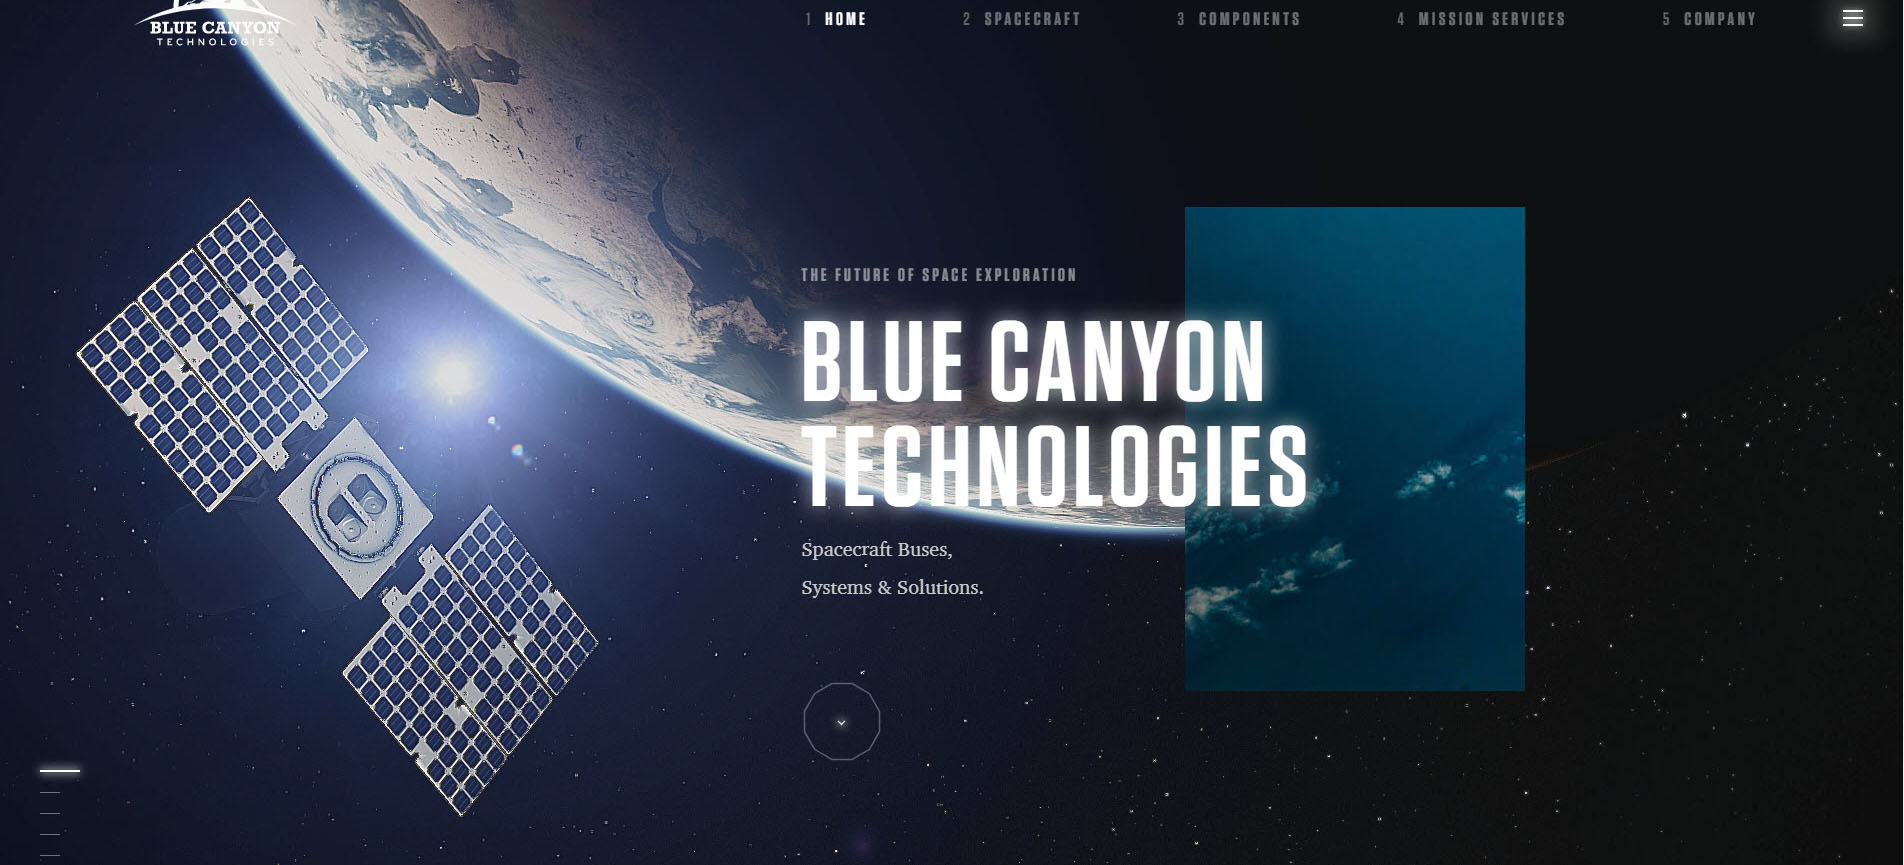 BLUE CANYON
TECHNOLOGIES
1 HOME
2 SPACECRAFT
3 COMPONENTS
4 MISSION SERVICES
5 COMPANY
THE FUTURE OF SPACE EXPLORATION
BLUE CANYON
TECHNOLOGIES
Spacecraft Buses,
Systems & Solutions.